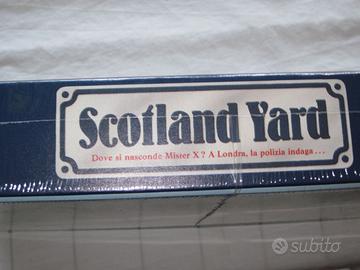 Scotland Yard
Dove si nasconde Mister X? A Londra, la polizia indaga...
subito